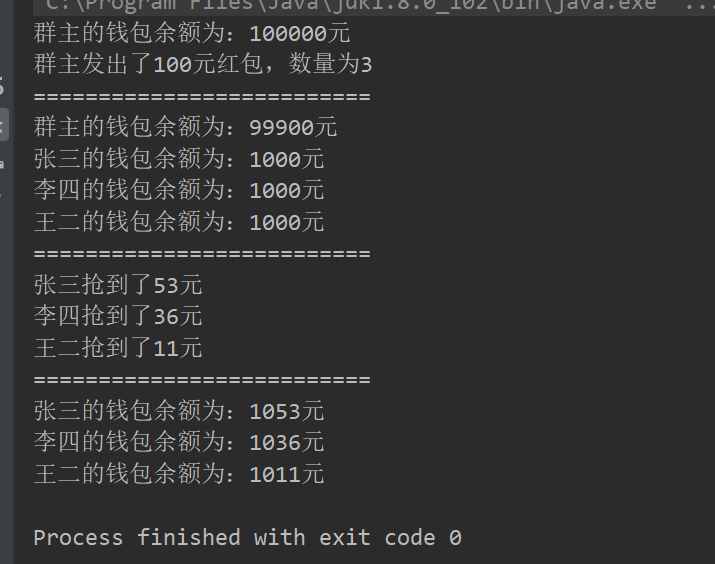 C:\Program Files\Java\jdk1.8.0_102\bin\java.exe" ...
群主的钱包余额为：100000元
群主发出了100元红包，数量为3
==========================
群主的钱包余额为：99900元
张三的钱包余额为：1000元
李四的钱包余额为：1000元
王二的钱包余额为：1000元
==========================
张三抢到了53元
李四抢到了36元
王二抢到了11元
==========================
张三的钱包余额为：1053元
李四的钱包余额为：1036元
王二的钱包余额为：1011元
Process finished with exit code 0